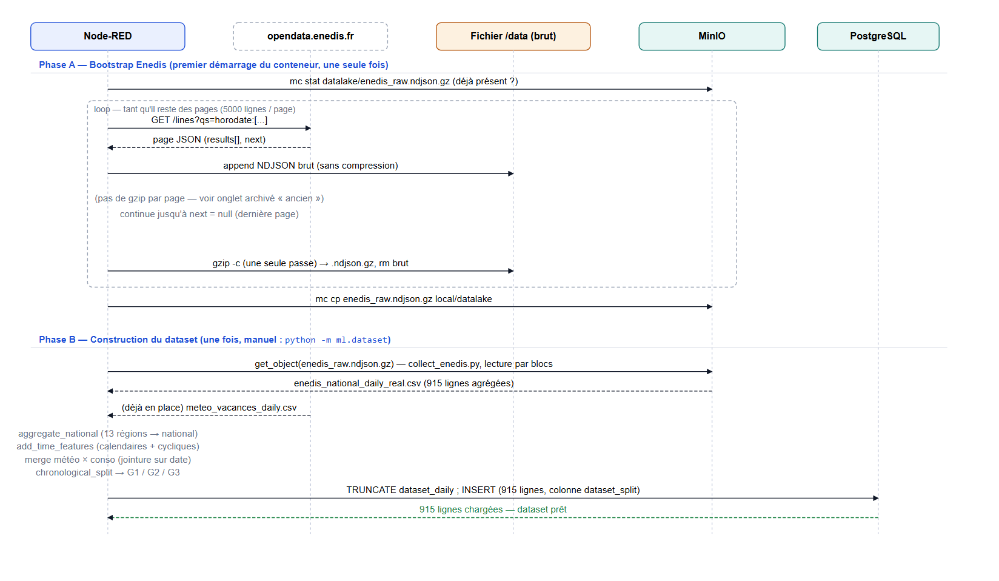 Node-RED
opendata.enedis.fr
Fichier /data (brut)
MinIO
PostgreSQL
Phase A — Bootstrap Enedis (premier démarrage du conteneur, une seule fois)
mc stat datalake/enedis_raw.ndjson.gz (déjà présent ?)
loop — tant qu'il reste des pages (5000 lignes / page)
GET /lines?qs=horodate:[...]
page JSON (results[], next)
append NDJSON brut (sans compression)
(pas de gzip par page — voir onglet archivé « ancien »)
continue jusqu'à next = null (dernière page)
gzip -c (une seule passe) → .ndjson.gz, rm brut
mc cp enedis_raw.ndjson.gz local/datalake
Phase B — Construction du dataset (une fois, manuel : python -m ml.dataset)
get_object(enedis_raw.ndjson.gz) — collect_enedis.py, lecture par blocs
enedis_national_daily_real.csv (915 lignes agrégées)
(déjà en place) meteo_vacances_daily.csv
aggregate_national (13 régions → national)
add_time_features (calendaires + cycliques)
merge météo × conso (jointure sur date)
chronological_split → G1 / G2 / G3
TRUNCATE dataset_daily ; INSERT (915 lignes, colonne dataset_split)
915 lignes chargées — dataset prêt